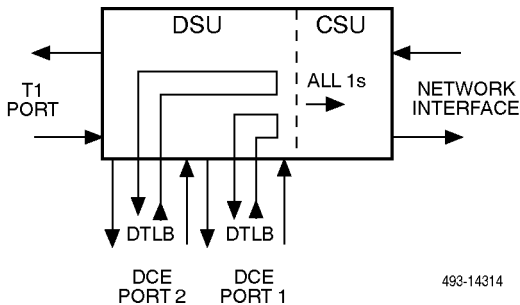 DSU CSU
ALL 1s
T1
PORT
NETWORK
INTERFACE
DTLB DTLB
DCE
PORT 2
DCE
PORT 1
493-14314